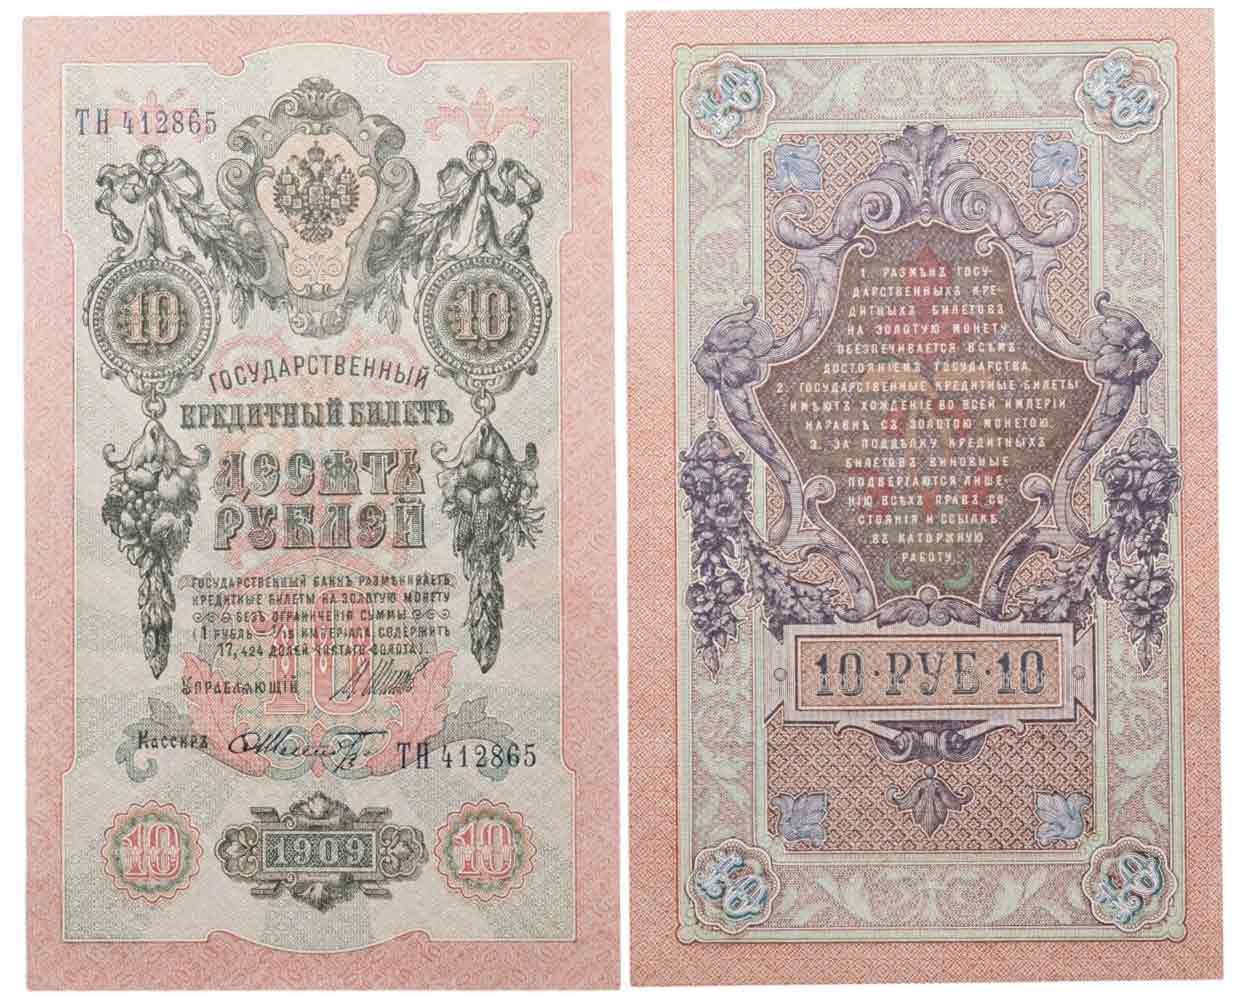 ТН 412865
10 10
ГОСУДАРСТВЕННЫЙ
КРЕДИТНЫЙ БИЛЕТЪ
ДЕСЯТЬ
РУБЛЕЙ
ГОСУДАРСТВЕННЫЙ БАНКЪ РАЗМѢНИВАЕТЪ
КРЕДИТНЫЕ БИЛЕТЫ НА ЗОЛОТУЮ МОНЕТУ
БЕЗЪ ОГРАНИЧЕНІЯ СУММЫ
(1 РУБЛЬ = 1/15 ИМПЕРІАЛА, СОДЕРЖИТЪ
17,424 ДОЛЕЙ ЧИСТАГО ЗОЛОТА).
10
УПРАВЛЯЮЩІЙ
Кассиръ
ТН 412865
10 1909 10
1. РАЗМѢНЪ ГОСУ-
ДАРСТВЕННЫХЪ КРЕ-
ДИТНЫХЪ БИЛЕТОВЪ
НА ЗОЛОТУЮ МОНЕТУ
ОБЕЗПЕЧИВАЕТСЯ ВСѢМЪ
ДОСТОЯНІЕМЪ ГОСУДАРСТВА.
2. ГОСУДАРСТВЕННЫЕ КРЕДИТНЫЕ БИЛЕТЫ
ИМѢЮТЪ ХОЖДЕНІЕ ВО ВСЕЙ ИМПЕРІИ
НАРАВНѢ СЪ ЗОЛОТОЮ МОНЕТОЮ.
3. ЗА ПОДДѢЛКУ КРЕДИТНЫХЪ
БИЛЕТОВЪ ВИНОВНЫЕ
ПОДВЕРГАЮТСЯ ЛИШЕ-
НІЮ ВСѢХЪ ПРАВЪ СО-
СТОЯНІЯ И ССЫЛКѢ
ВЪ КАТОРЖНУЮ
РАБОТУ.
10·РУБ·10